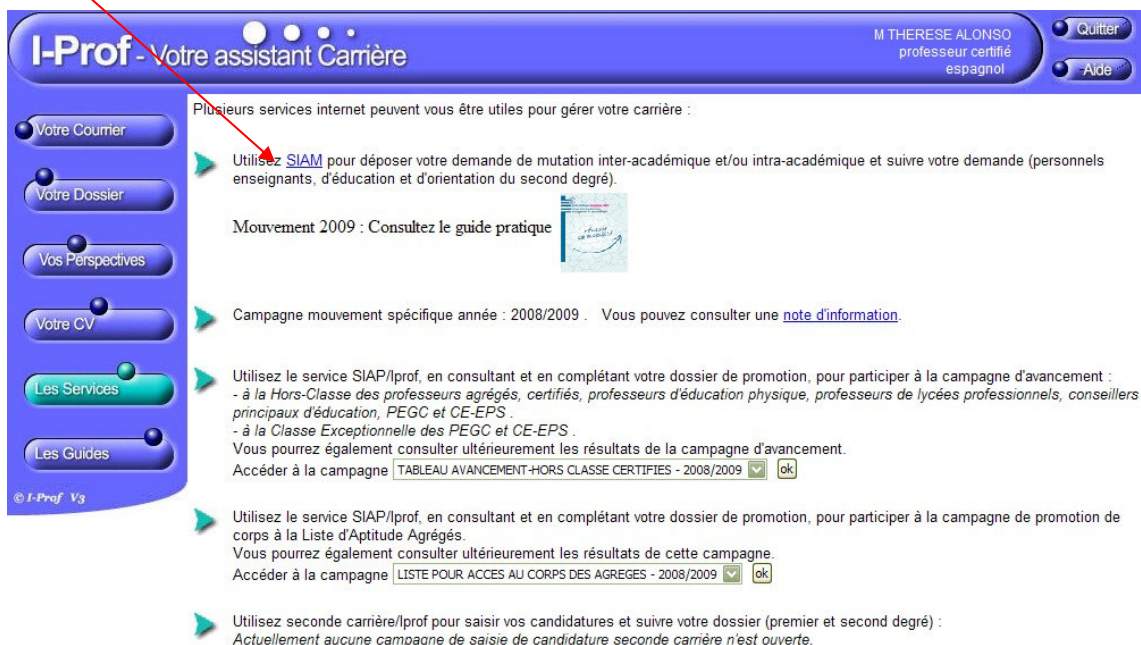 I-Prof - Votre assistant Carrière
M THERESE ALONSO
professeur certifié
espagnol
Quitter
Aide
Votre Courrier
Votre Dossier
Vos Perspectives
Votre CV
Les Services
Les Guides
© I-Prof V3
Plusieurs services internet peuvent vous être utiles pour gérer votre carrière :
Utilisez SIAM pour déposer votre demande de mutation inter-académique et/ou intra-académique et suivre votre demande (personnels
enseignants, d'éducation et d'orientation du second degré).
Mouvement 2009 : Consultez le guide pratique
Campagne mouvement spécifique année : 2008/2009 . Vous pouvez consulter une note d'information.
Utilisez le service SIAP/Iprof, en consultant et en complétant votre dossier de promotion, pour participer à la campagne d'avancement :
- à la Hors-Classe des professeurs agrégés, certifiés, professeurs d'éducation physique, professeurs de lycées professionnels, conseillers
principaux d'éducation, PEGC et CE-EPS .
- à la Classe Exceptionnelle des PEGC et CE-EPS .
Vous pourrez également consulter ultérieurement les résultats de la campagne d'avancement.
Accéder à la campagne TABLEAU AVANCEMENT-HORS CLASSE CERTIFIES - 2008/2009 ok
Utilisez le service SIAP/Iprof, en consultant et en complétant votre dossier de promotion, pour participer à la campagne de promotion de
corps à la Liste d'Aptitude Agrégés.
Vous pourrez également consulter ultérieurement les résultats de cette campagne.
Accéder à la campagne LISTE POUR ACCES AU CORPS DES AGREGES - 2008/2009 ok
Utilisez seconde carrière/Iprof pour saisir vos candidatures et suivre votre dossier (premier et second degré) :
Actuellement aucune campagne de saisie de candidature seconde carrière n'est ouverte.